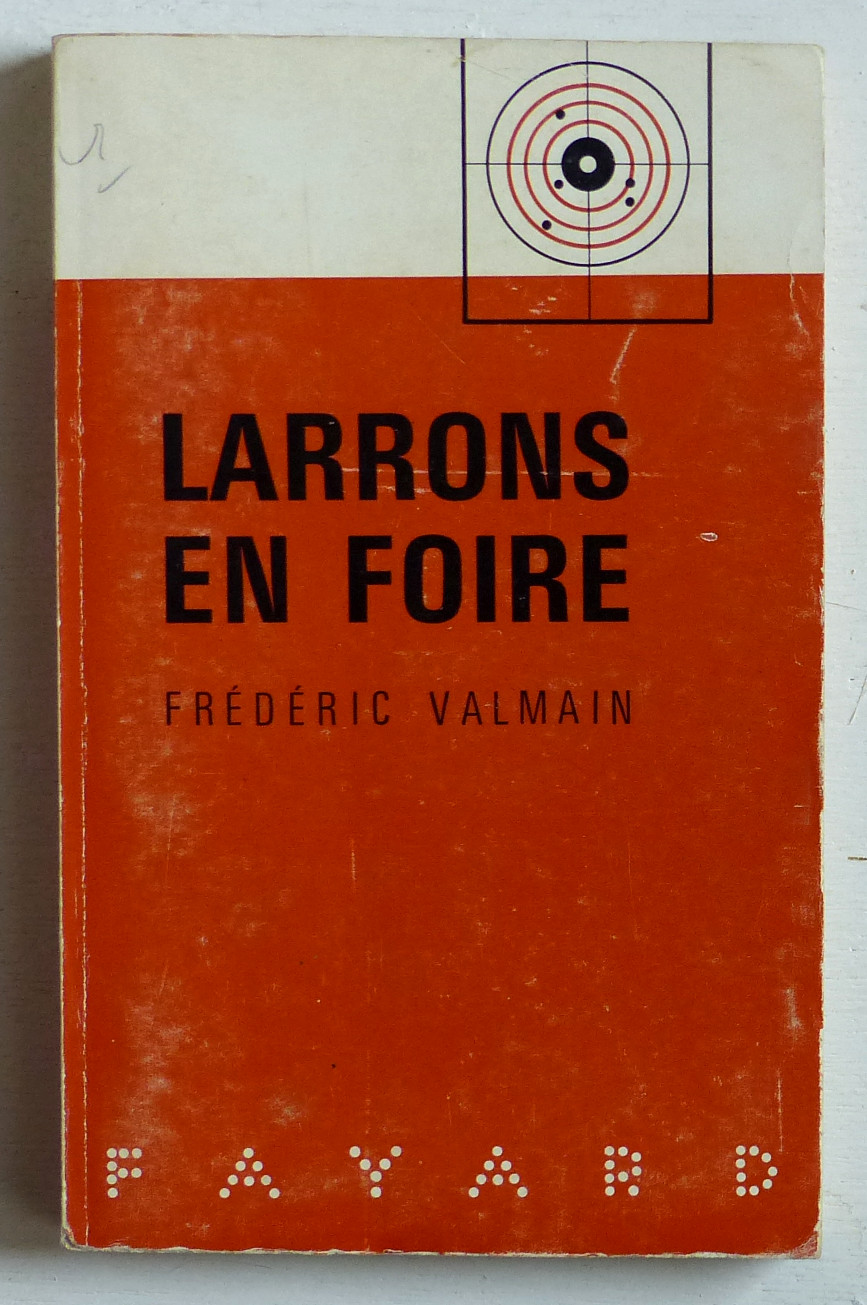 LARRONS
EN FOIRE
FRÉDÉRIC VALMAIN
FAYARD